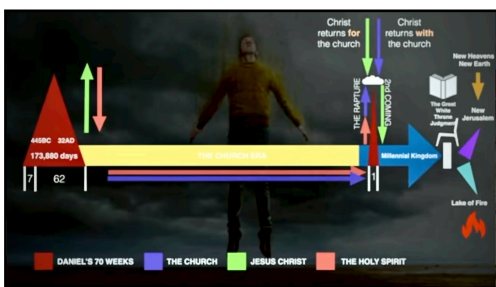 Christ
returns for
the church
Christ
returns with
the church
New Heavens
New Earth
THE RAPTURE
2nd COMING
The Great
White
Throne
Judgment
New
Jerusalem
445BC 32AD
173,880 days
THE CHURCH ERA
Millennial Kingdom
7
62
1
Lake of Fire
DANIEL'S 70 WEEKS
THE CHURCH
JESUS CHRIST
THE HOLY SPIRIT